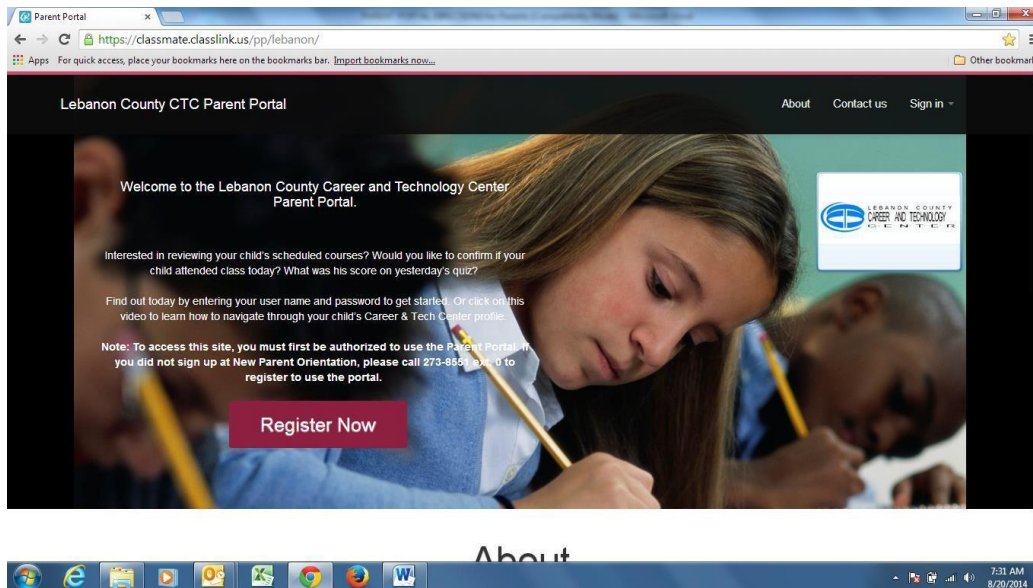 Parent Portal
https://classmate.classlink.us/pp/lebanon/
Apps For quick access, place your bookmarks here on the bookmarks bar. Import bookmarks now...
Other bookmar
Lebanon County CTC Parent Portal
About Contact us Sign in
Welcome to the Lebanon County Career and Technology Center
Parent Portal.
LEBANON COUNTY
CAREER AND TECHNOLOGY
CENTER
Interested in reviewing your child's scheduled courses? Would you like to confirm if your
child attended class today? What was his score on yesterday's quiz?
Find out today by entering your user name and password to get started. Or click on this
video to learn how to navigate through your child's Career & Tech Center profile.
Note: To access this site, you must first be authorized to use the Parent Portal. If
you did not sign up at New Parent Orientation, please call 273-8551 ext. 0 to
register to use the portal.
Register Now
About
7:31 AM
8/20/2014